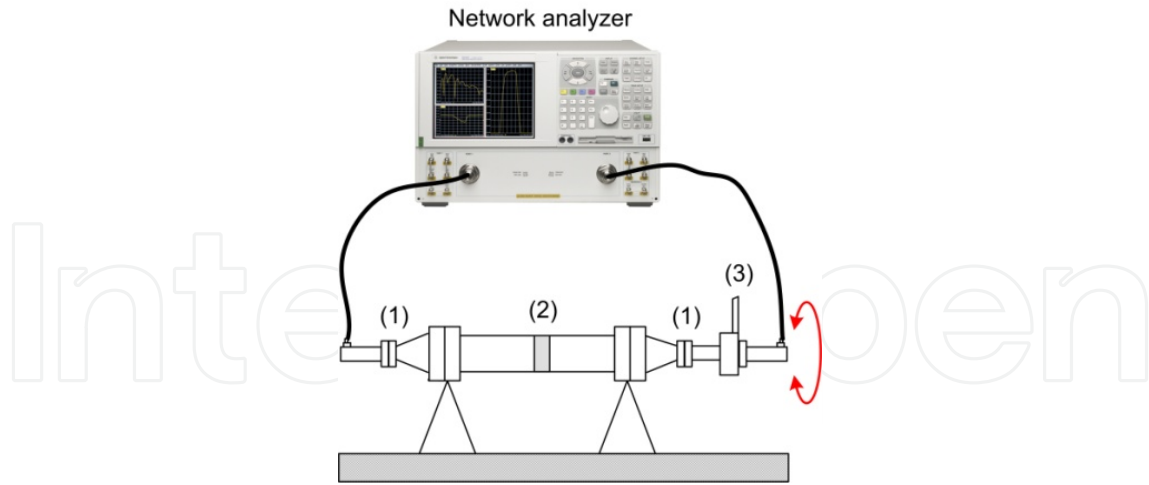 Network analyzer
(3)
(1)
(2)
(1)
IntechOpen